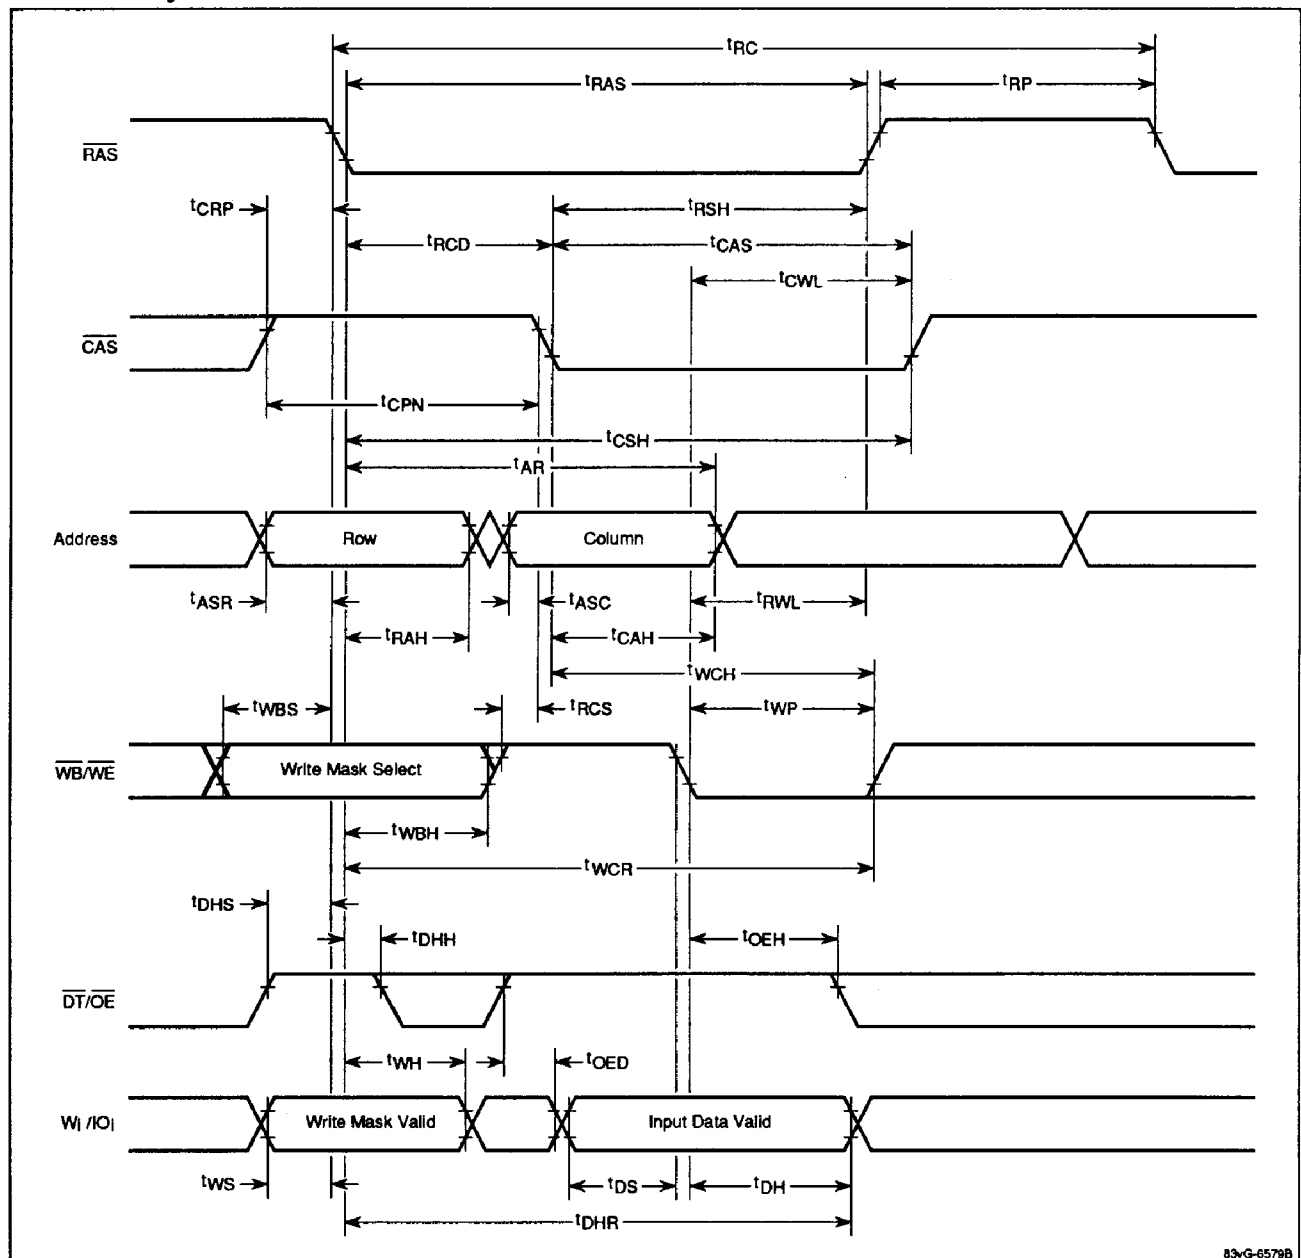 tRC
tRAS
tRP
RAS
tCRP
tRSH
tRCD
tCAS
tCWL
CAS
tCPN
tCSH
tAR
Address
Row
Column
tASR
tASC
tRWL
tRAH
tCAH
tWCH
tWBS
tRCS
tWP
WB/WE
Write Mask Select
tWBH
tWCR
tDHS
tDHH
tOEH
DT/OE
tWH
tOED
Wi /IOi
Write Mask Valid
Input Data Valid
tWS
tDS
tDH
tDHR
83vG-6579B